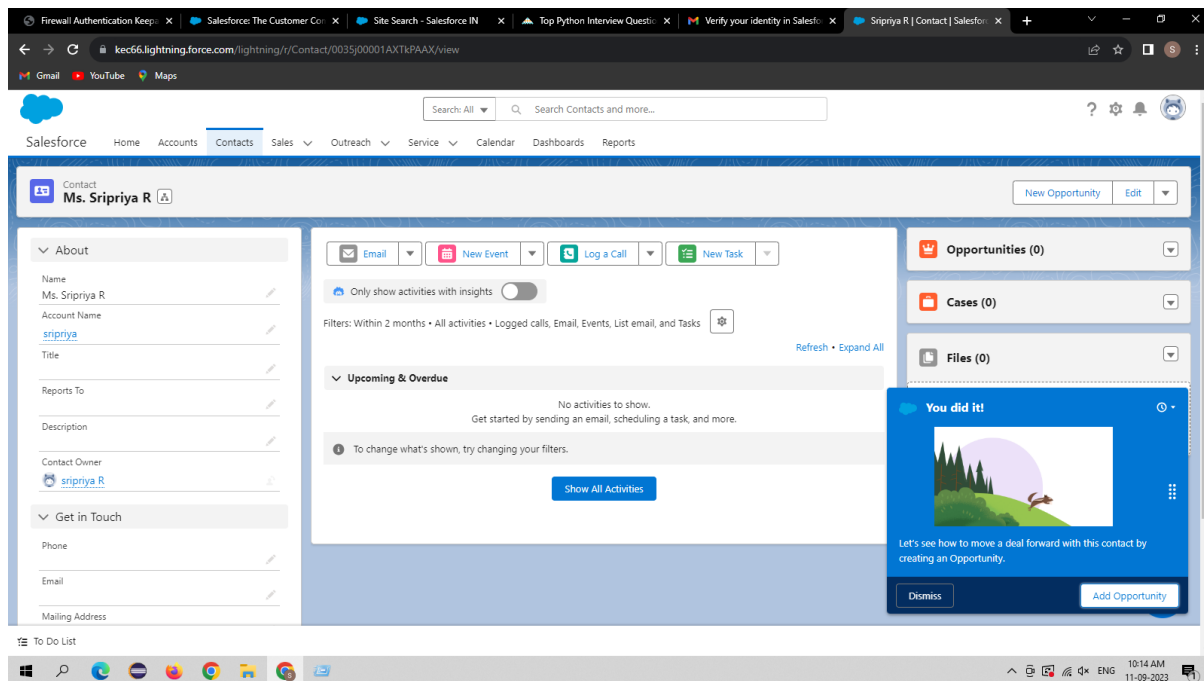 Firewall Authentication Keepa
Salesforce: The Customer Con
Site Search - Salesforce IN
Top Python Interview Questio
Verify your identity in Salesfo
Sripriya R | Contact | Salesforc
kec66.lightning.force.com/lightning/r/Contact/0035j00001AXTkPAAX/view
S
Gmail YouTube Maps
Search: All Search Contacts and more...
Salesforce Home Accounts Contacts Sales Outreach Service Calendar Dashboards Reports
Contact
Ms. Sripriya R
New Opportunity Edit
About
Name
Ms. Sripriya R
Account Name
sripriya
Title
Reports To
Description
Contact Owner
sripriya R
Get in Touch
Phone
Email
Mailing Address
Email New Event Log a Call New Task
Only show activities with insights
Filters: Within 2 months • All activities • Logged calls, Email, Events, List email, and Tasks
Refresh • Expand All
Upcoming & Overdue
No activities to show.
Get started by sending an email, scheduling a task, and more.
To change what's shown, try changing your filters.
Show All Activities
Opportunities (0)
Cases (0)
Files (0)
You did it!
Let's see how to move a deal forward with this contact by
creating an Opportunity.
Dismiss Add Opportunity
To Do List
ENG
10:14 AM
11-09-2023